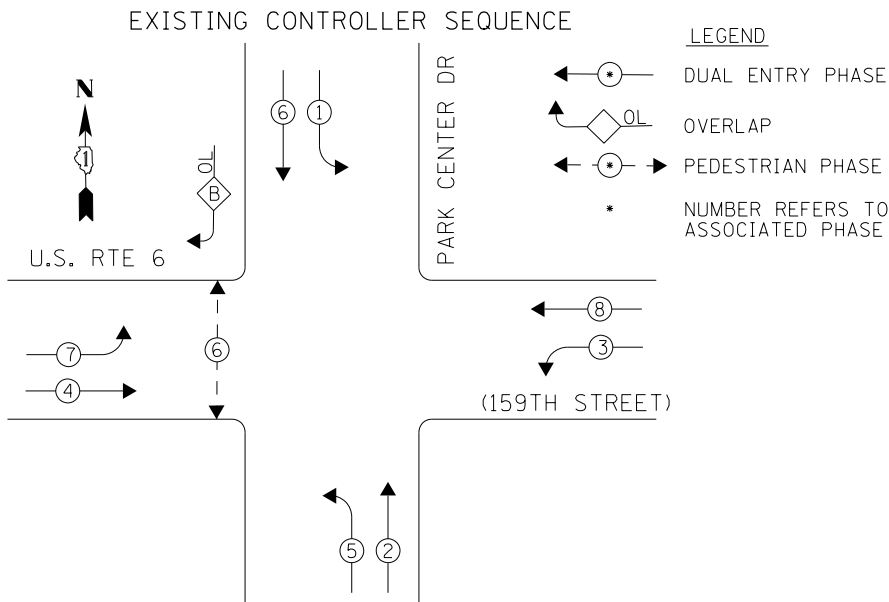 EXISTING CONTROLLER SEQUENCE
LEGEND
* DUAL ENTRY PHASE
OL OVERLAP
* PEDESTRIAN PHASE
* NUMBER REFERS TO
ASSOCIATED PHASE
N
1
OL
B
6
1
PARK CENTER DR
U.S. RTE 6
8
7
6
3
4
(159TH STREET)
5
2